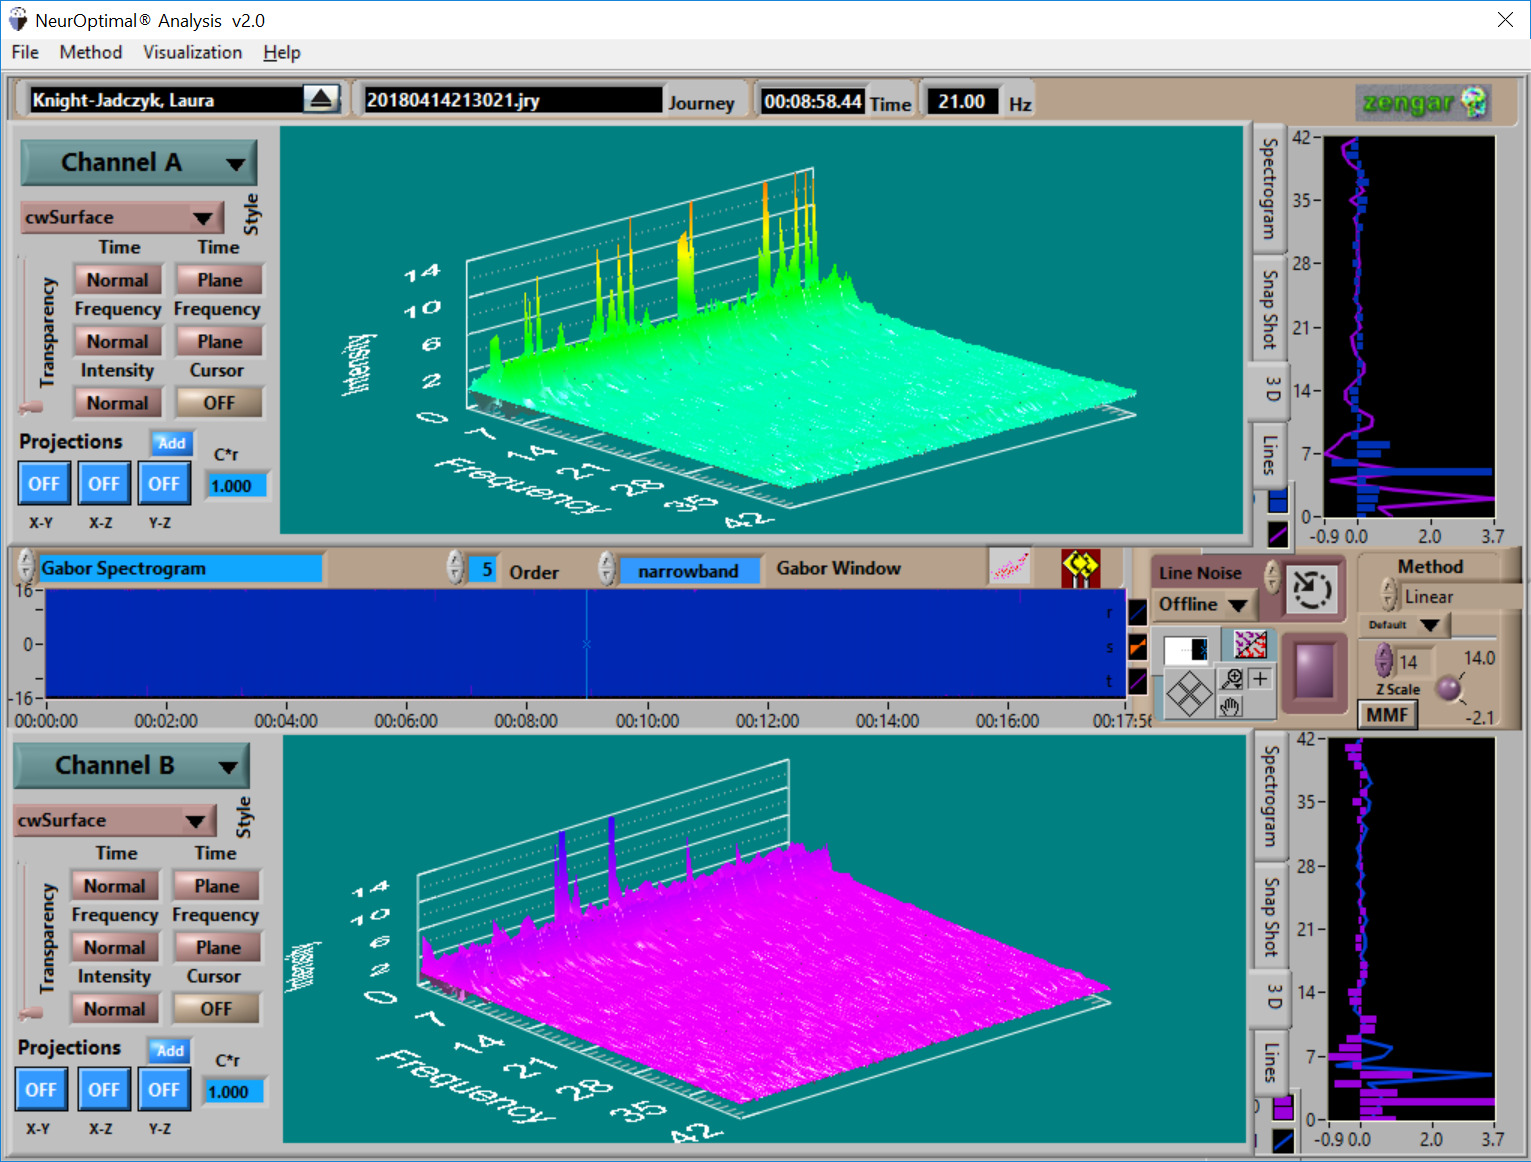 NeurOptimal® Analysis v2.0
File Method Visualization Help
Knight-Jadczyk, Laura 20180414213021.jry Journey 00:08:58.44 Time 21.00 Hz zengar
Channel A
cwSurface
Style
Time Time
Normal Plane
Frequency Frequency
Normal Plane
Intensity Cursor
Normal OFF
Transparency
Projections Add C*r
OFF OFF OFF 1.000
X-Y X-Z Y-Z
Intensity
14
10
6
2
0
7
14
21
28
35
42
Frequency
Spectrogram
Snap Shot
3 D
Lines
42
35
28
21
14
7
0
-0.9 0.0 2.0 3.7
Gabor Spectrogram 5 Order narrowband Gabor Window
16
0
-16
r
s
t
00:00:00 00:02:00 00:04:00 00:06:00 00:08:00 00:10:00 00:12:00 00:14:00 00:16:00 00:17:56
Line Noise
Offline
Method
Linear
Default
14 14.0
Z Scale
MMF -2.1
Channel B
cwSurface
Style
Time Time
Normal Plane
Frequency Frequency
Normal Plane
Intensity Cursor
Normal OFF
Transparency
Projections Add C*r
OFF OFF OFF 1.000
X-Y X-Z Y-Z
Intensity
14
10
6
2
0
7
14
21
28
35
42
Frequency
Spectrogram
Snap Shot
3 D
Lines
42
35
28
21
14
7
0
-0.9 0.0 2.0 3.7